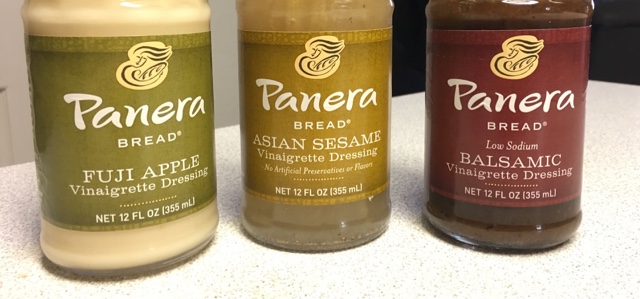 Panera
BREAD®
FUJI APPLE
Vinaigrette Dressing
NET 12 FL OZ (355 mL)
Panera
BREAD®
ASIAN SESAME
Vinaigrette Dressing
No Artificial Preservatives or Flavors
NET 12 FL OZ (355 mL)
Panera
BREAD®
Low Sodium
BALSAMIC
Vinaigrette Dressing
NET 12 FL OZ (355 mL)